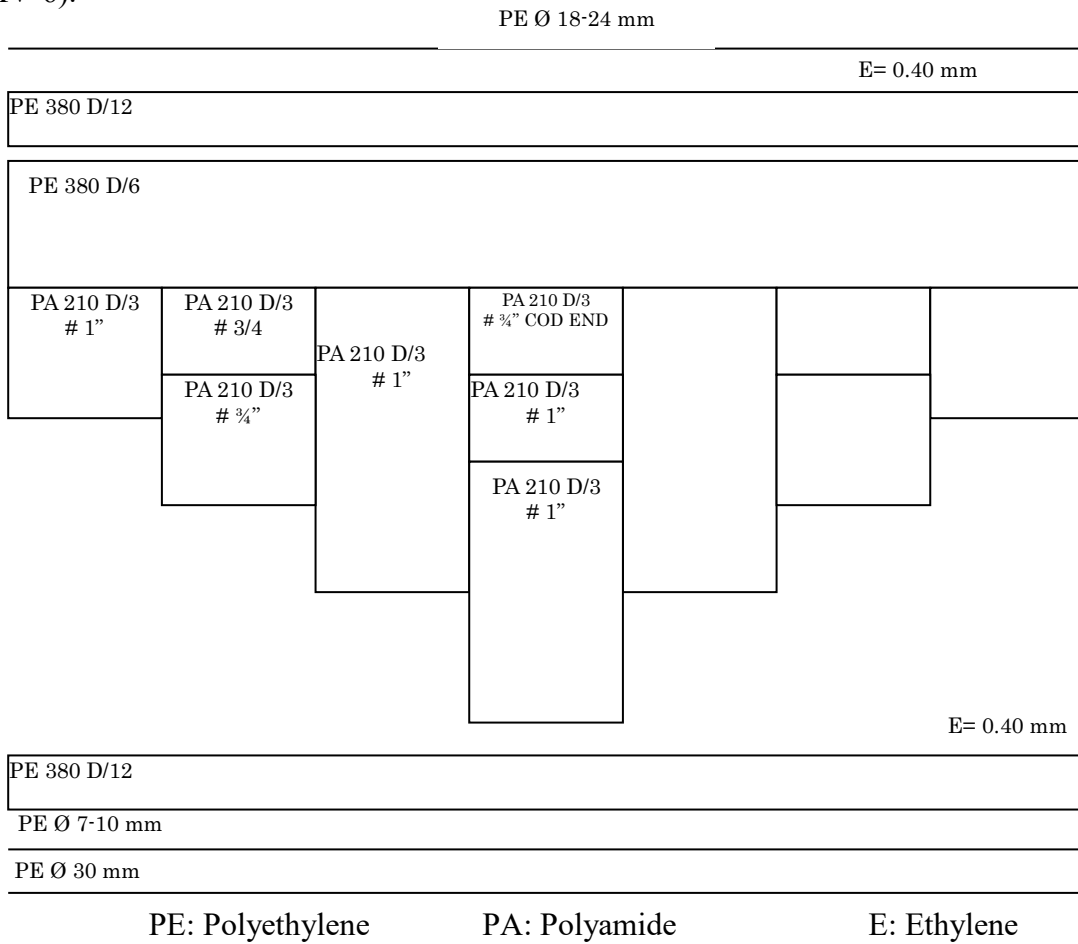 PE Ø 18-24 mm
E= 0.40 mm
PE 380 D/12
PE 380 D/6
PA 210 D/3
# 1”
PA 210 D/3
# 3/4
PA 210 D/3
# 1”
PA 210 D/3
# ¾” COD END
PA 210 D/3
# ¾”
PA 210 D/3
# 1”
PA 210 D/3
# 1”
E= 0.40 mm
PE 380 D/12
PE Ø 7-10 mm
PE Ø 30 mm
PE: Polyethylene PA: Polyamide E: Ethylene